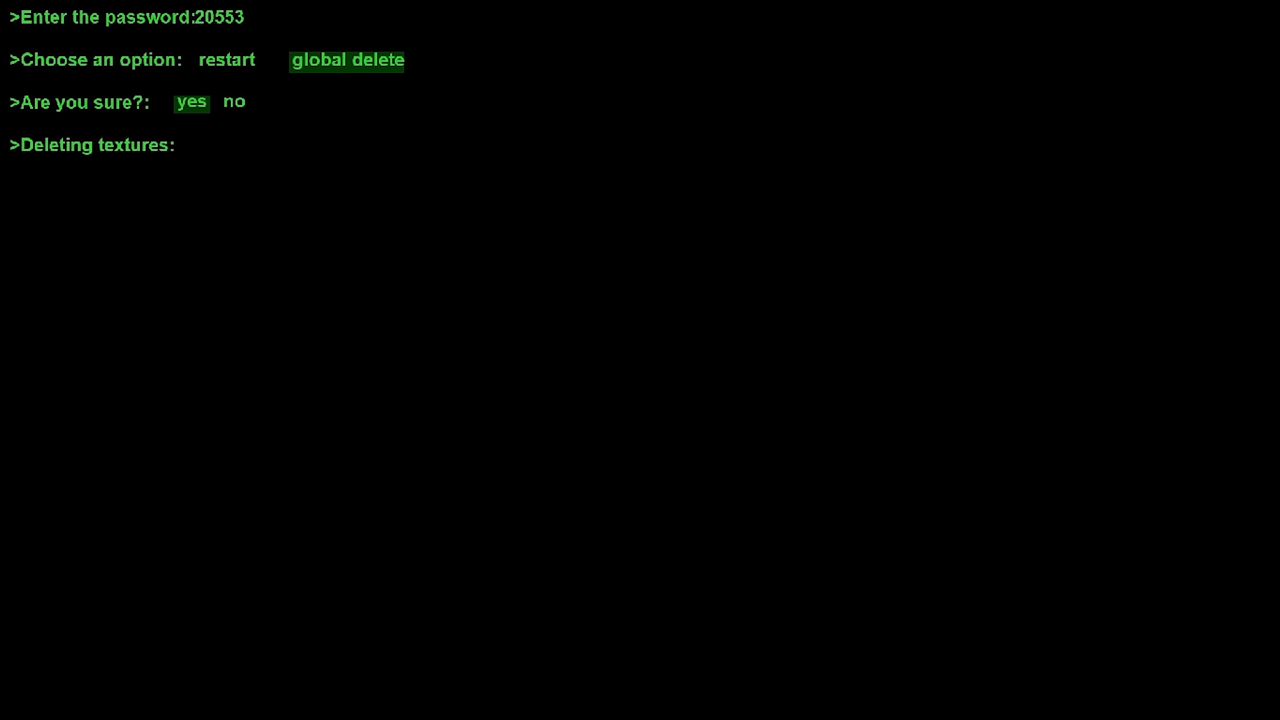 >Enter the password:20553
>Choose an option: restart global delete
>Are you sure?: yes no
>Deleting textures: